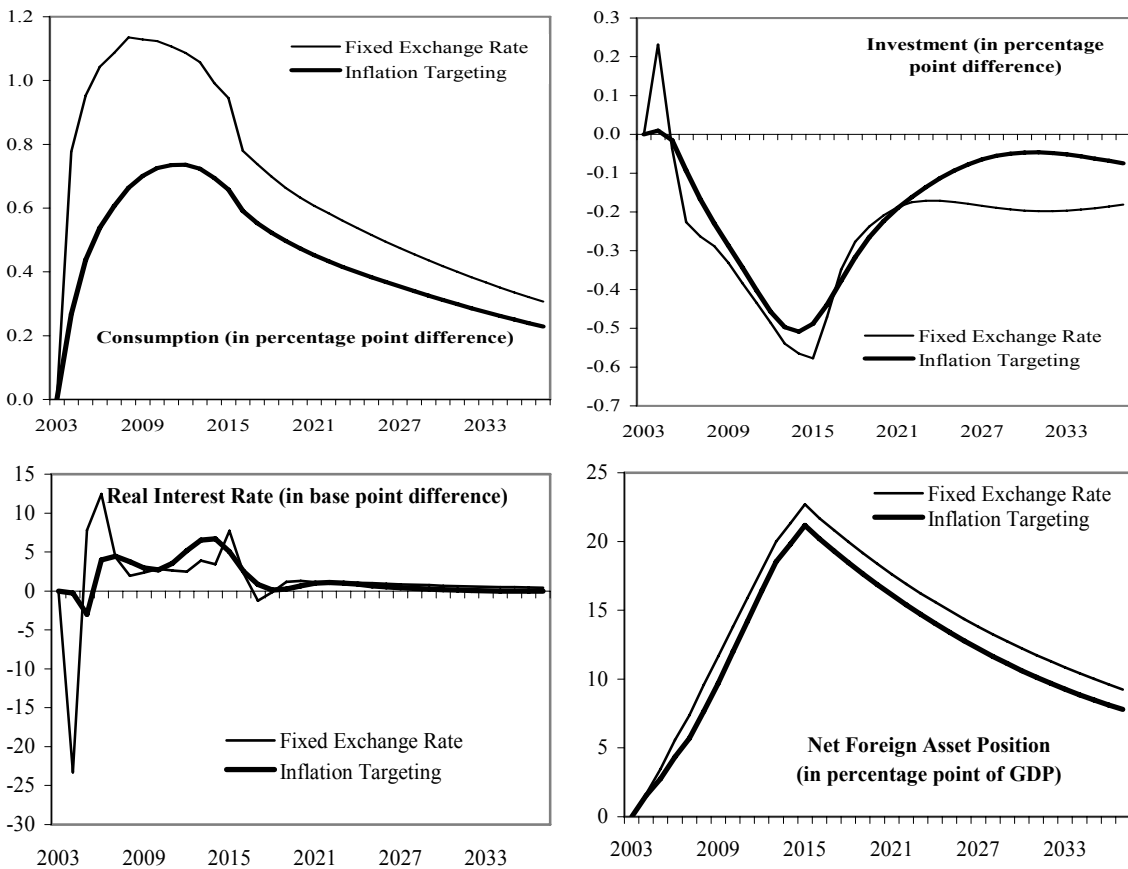 1.2
1.0
0.8
0.6
0.4
0.2
0.0
Fixed Exchange Rate
Inflation Targeting
Consumption (in percentage point difference)
2003 2009 2015 2021 2027 2033
0.3
0.2
0.1
0.0
-0.1
-0.2
-0.3
-0.4
-0.5
-0.6
-0.7
Investment (in percentage
point difference)
Fixed Exchange Rate
Inflation Targeting
2003 2009 2015 2021 2027 2033
15
10
5
0
-5
-10
-15
-20
-25
-30
Real Interest Rate (in base point difference)
Fixed Exchange Rate
Inflation Targeting
2003 2009 2015 2021 2027 2033
25
20
15
10
5
0
Fixed Exchange Rate
Inflation Targeting
Net Foreign Asset Position
(in percentage point of GDP)
2003 2009 2015 2021 2027 2033